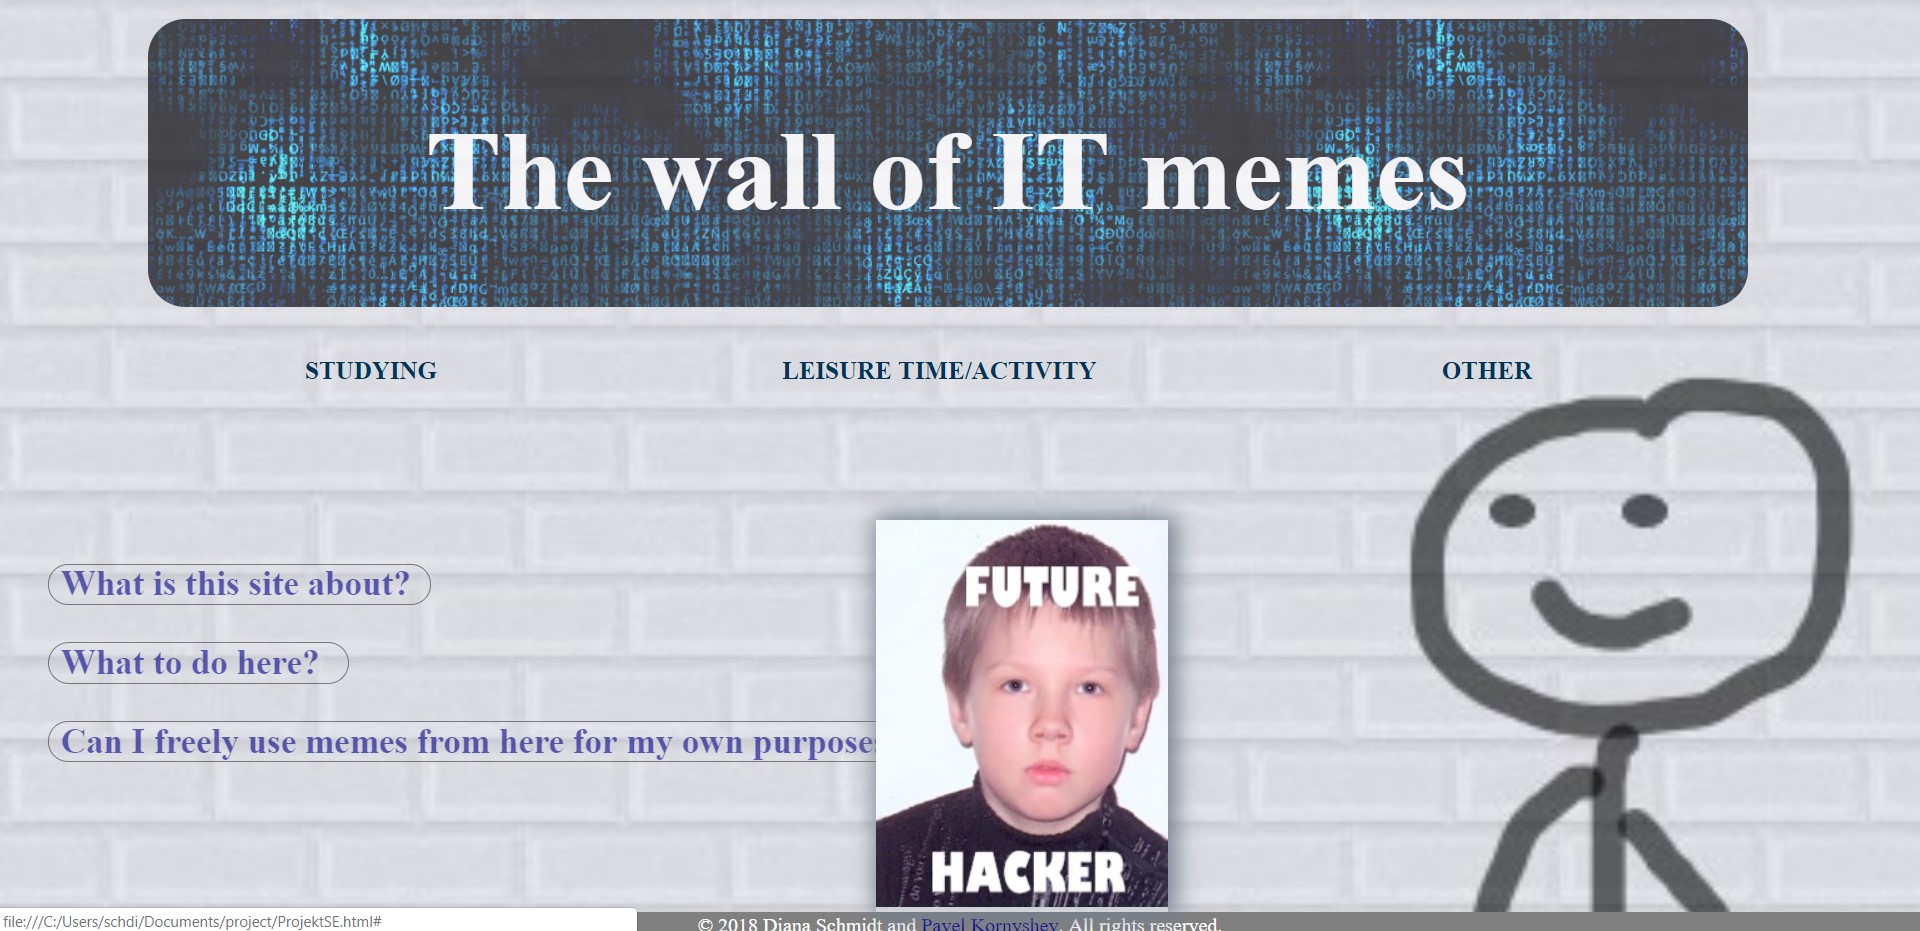 The wall of IT memes
STUDYING
LEISURE TIME/ACTIVITY
OTHER
What is this site about?
What to do here?
Can I freely use memes from here for my own purposes
FUTURE
HACKER
file:///C:/Users/schdi/Documents/project/ProjektSE.html#
© 2018 Diana Schmidt and Pavel Kornyshev. All rights reserved.